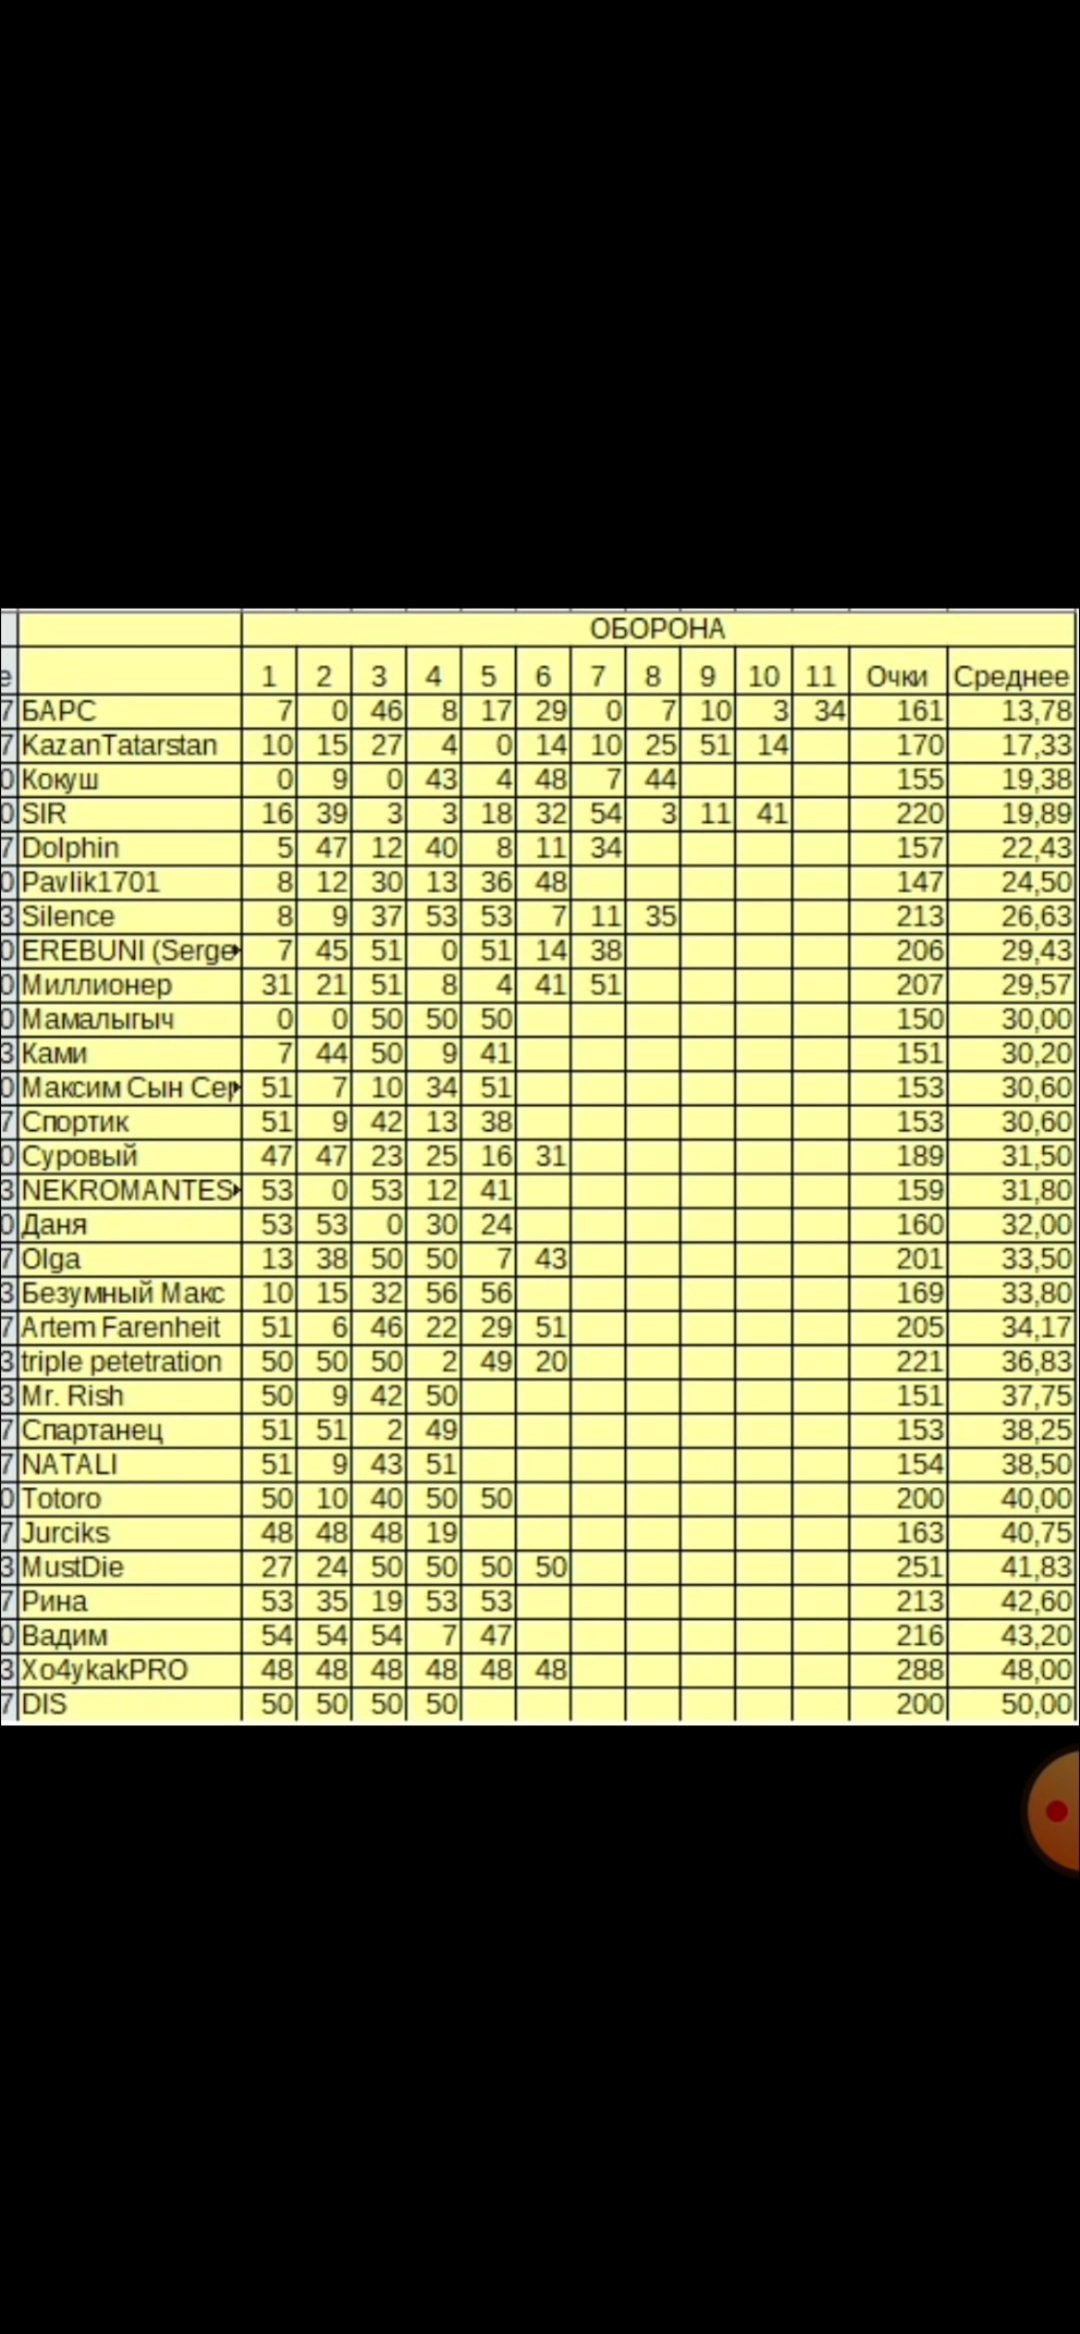 ОБОРОНА
е 1 2 3 4 5 6 7 8 9 10 11 Очки Среднее
7 БАРС 7 0 46 8 17 29 0 7 10 3 34 161 13,78
7 KazanTatarstan 10 15 27 4 0 14 10 25 51 14 170 17,33
0 Кокуш 0 9 0 43 4 48 7 44 155 19,38
0 SIR 16 39 3 3 18 32 54 3 11 41 220 19,89
7 Dolphin 5 47 12 40 8 11 34 157 22,43
0 Pavlik1701 8 12 30 13 36 48 147 24,50
3 Silence 8 9 37 53 53 7 11 35 213 26,63
0 EREBUNI (Serge 7 45 51 0 51 14 38 206 29,43
0 Миллионер 31 21 51 8 4 41 51 207 29,57
0 Мамалыгыч 0 0 50 50 50 150 30,00
3 Ками 7 44 50 9 41 151 30,20
0 Максим Сын Сер 51 7 10 34 51 153 30,60
7 Спортик 51 9 42 13 38 153 30,60
0 Суровый 47 47 23 25 16 31 189 31,50
3 NEKROMANTES 53 0 53 12 41 159 31,80
0 Даня 53 53 0 30 24 160 32,00
7 Olga 13 38 50 50 7 43 201 33,50
3 Безумный Макс 10 15 32 56 56 169 33,80
7 Artem Farenheit 51 6 46 22 29 51 205 34,17
3 triple petetration 50 50 50 2 49 20 221 36,83
3 Mr. Rish 50 9 42 50 151 37,75
7 Спартанец 51 51 2 49 153 38,25
7 NATALI 51 9 43 51 154 38,50
0 Totoro 50 10 40 50 50 200 40,00
7 Jurciks 48 48 48 19 163 40,75
3 MustDie 27 24 50 50 50 50 251 41,83
7 Рина 53 35 19 53 53 213 42,60
0 Вадим 54 54 54 7 47 216 43,20
3 Xo4ykakPRO 48 48 48 48 48 48 288 48,00
7 DIS 50 50 50 50 200 50,00